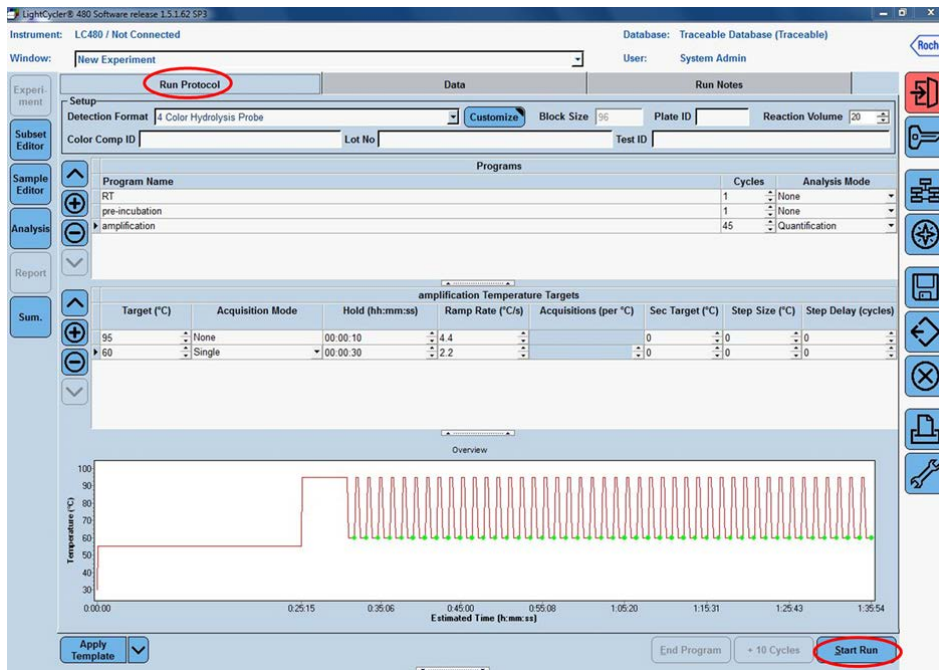 LightCycler® 480 Software release 1.5.1.62 SP3
Instrument: LC480 / Not Connected Database: Traceable Database (Traceable)
Window: New Experiment User: System Admin
Roch
Experi-
ment
Subset
Editor
Sample
Editor
Analysis
Report
Sum.
Run Protocol Data Run Notes
Setup
Detection Format 4 Color Hydrolysis Probe Customize Block Size 96 Plate ID Reaction Volume 20
Color Comp ID Lot No Test ID
Programs
Program Name Cycles Analysis Mode
RT 1 None
pre-incubation 1 None
amplification 45 Quantification
amplification Temperature Targets
Target (°C) Acquisition Mode Hold (hh:mm:ss) Ramp Rate (°C/s) Acquisitions (per °C) Sec Target (°C) Step Size (°C) Step Delay (cycles)
95 None 00:00:10 4.4 0 0 0
60 Single 00:00:30 2.2 0 0 0
Overview
Temperature (°C)
100
90
80
70
60
50
40
30
0:00:00 0:25:15 0:35:06 0:45:00 0:55:08 1:05:20 1:15:31 1:25:43 1:35:54
Estimated Time (h:mm:ss)
Apply
Template
End Program + 10 Cycles Start Run